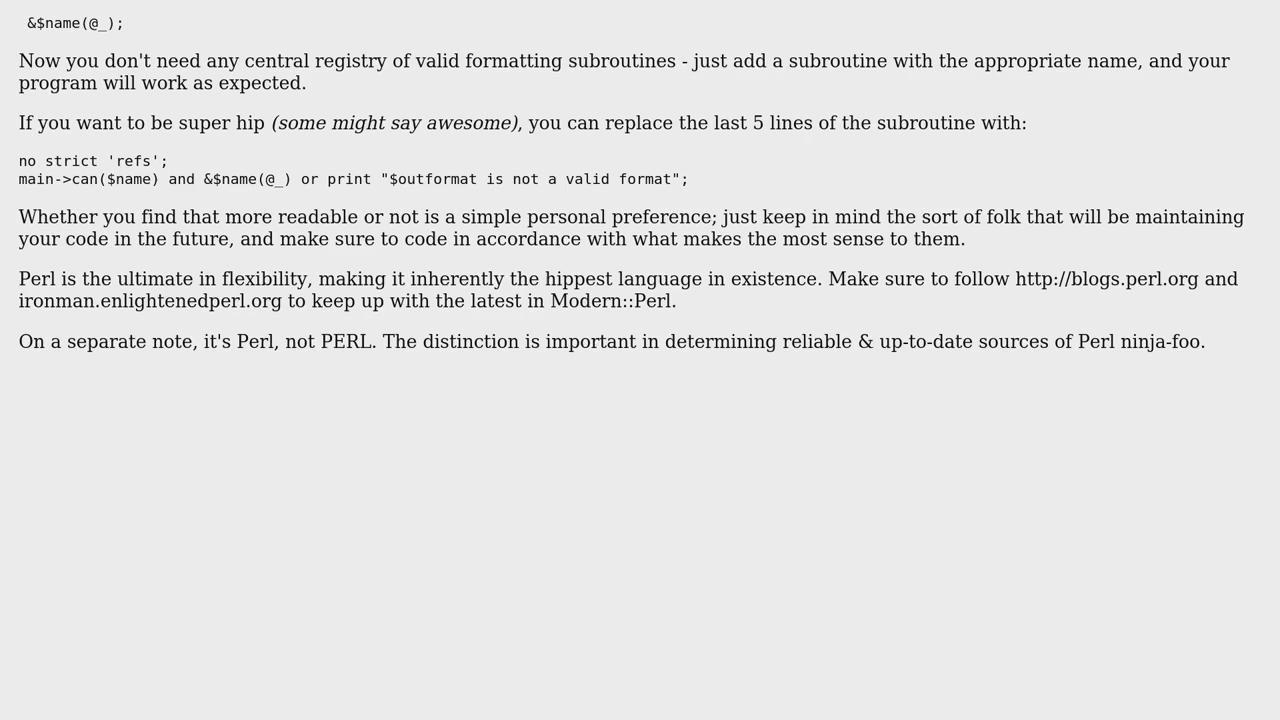 &$name(@_);
Now you don't need any central registry of valid formatting subroutines - just add a subroutine with the appropriate name, and your
program will work as expected.
If you want to be super hip (some might say awesome), you can replace the last 5 lines of the subroutine with:
no strict 'refs';
main->can($name) and &$name(@_) or print "$outformat is not a valid format";
Whether you find that more readable or not is a simple personal preference; just keep in mind the sort of folk that will be maintaining
your code in the future, and make sure to code in accordance with what makes the most sense to them.
Perl is the ultimate in flexibility, making it inherently the hippest language in existence. Make sure to follow http://blogs.perl.org and
ironman.enlightenedperl.org to keep up with the latest in Modern::Perl.
On a separate note, it's Perl, not PERL. The distinction is important in determining reliable & up-to-date sources of Perl ninja-foo.